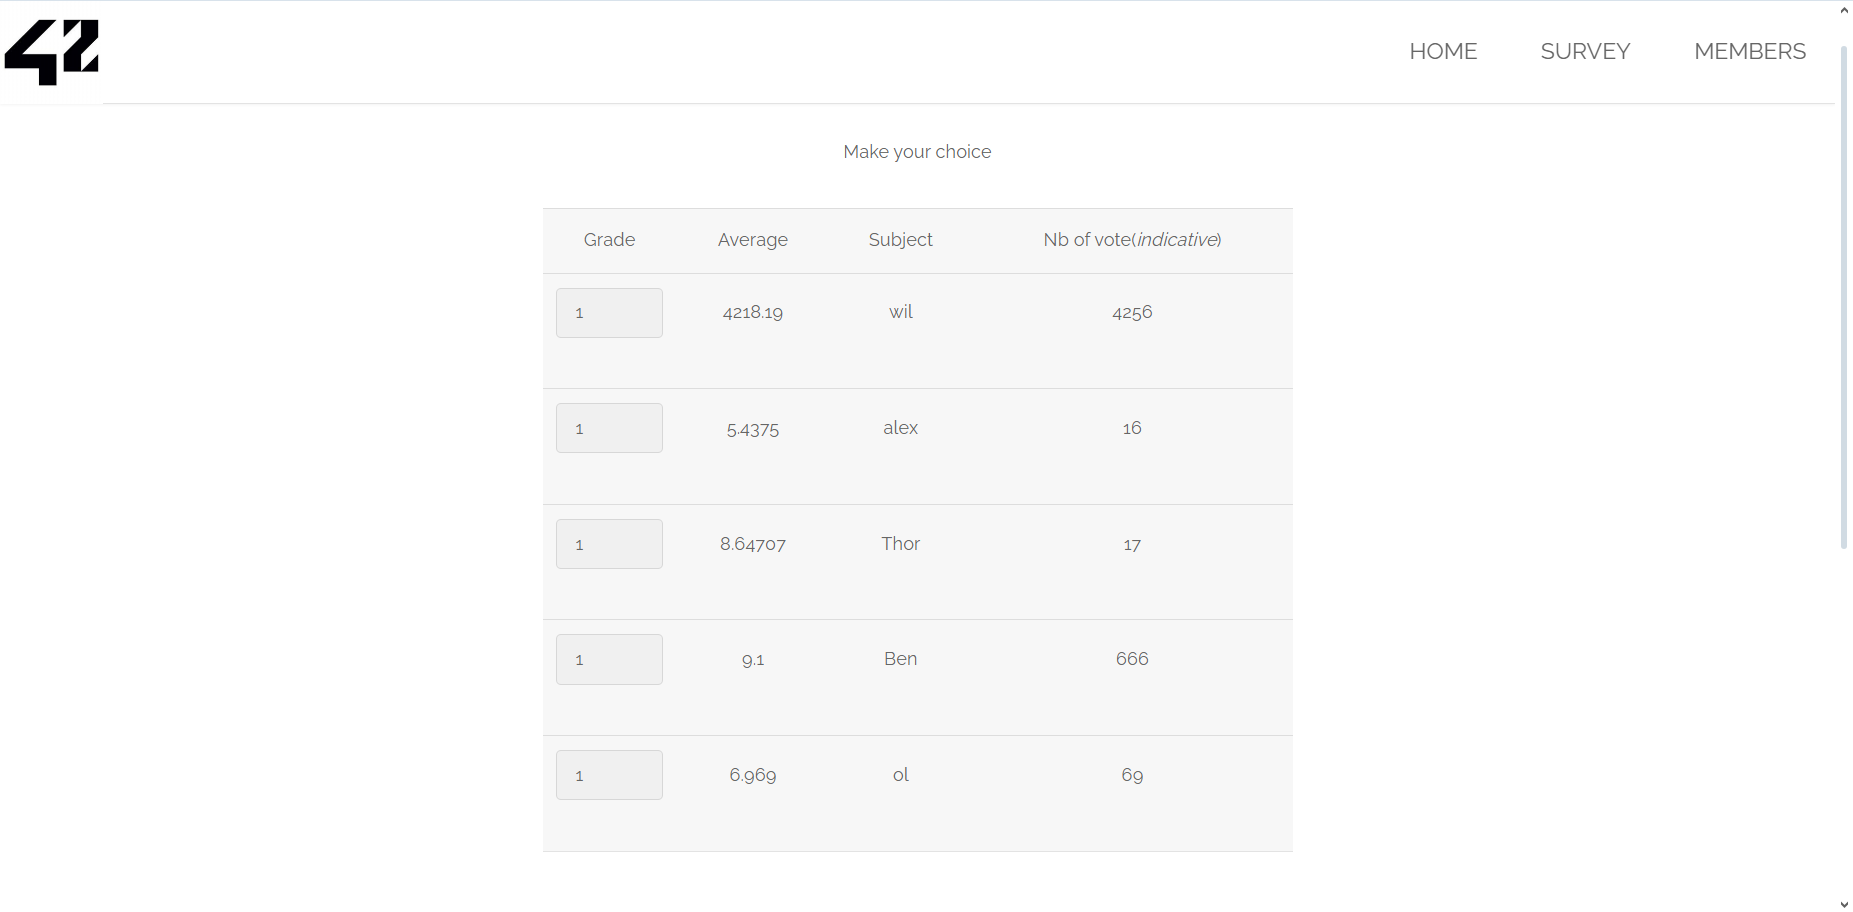 42
HOME SURVEY MEMBERS
Make your choice
Grade Average Subject Nb of vote(indicative)
1 4218.19 wil 4256
1 5.4375 alex 16
1 8.64707 Thor 17
1 9.1 Ben 666
1 6.969 ol 69